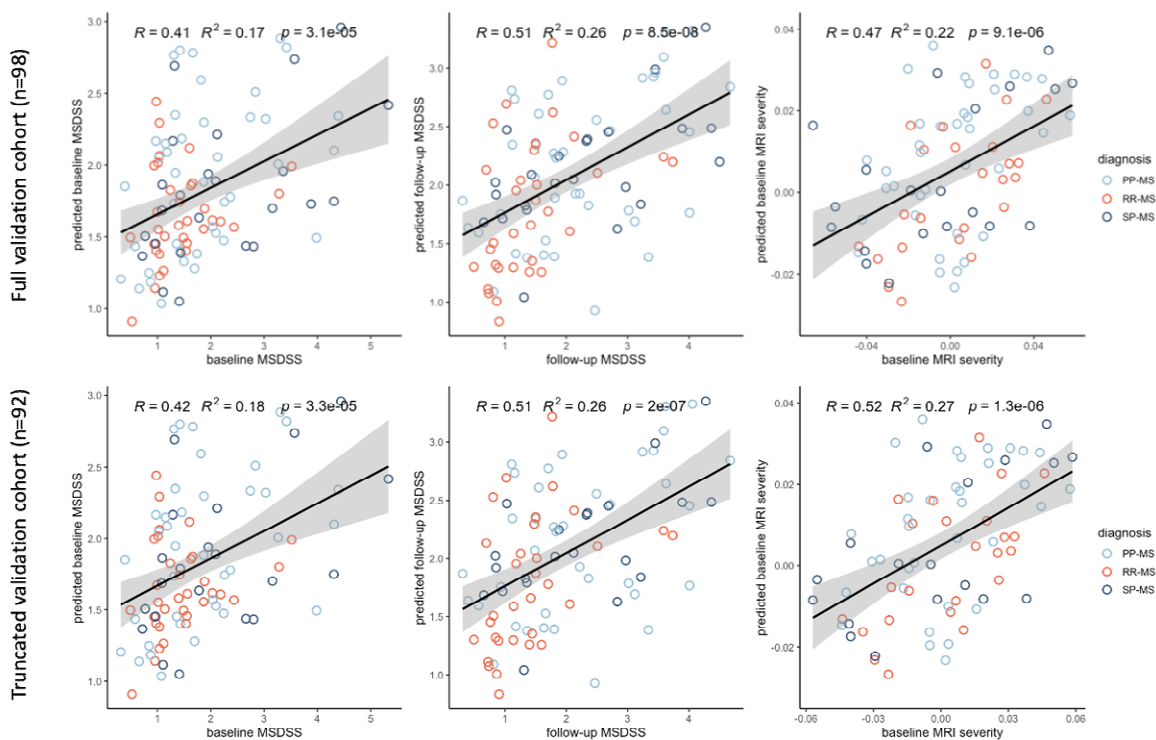 Full validation cohort (n=98)
R = 0.41 R² = 0.17 p = 3.1e-05
3.0
2.5
2.0
1.5
1.0
predicted baseline MSDSS
1 2 3 4 5
baseline MSDSS
R = 0.51 R² = 0.26 p = 8.5e-08
3.0
2.5
2.0
1.5
1.0
predicted follow-up MSDSS
1 2 3 4
follow-up MSDSS
R = 0.47 R² = 0.22 p = 9.1e-06
0.04
0.02
0.00
-0.02
predicted baseline MRI severity
-0.04 0.00 0.04
baseline MRI severity
diagnosis
PP-MS
RR-MS
SP-MS
Truncated validation cohort (n=92)
R = 0.42 R² = 0.18 p = 3.3e-05
3.0
2.5
2.0
1.5
1.0
predicted baseline MSDSS
1 2 3 4 5
baseline MSDSS
R = 0.51 R² = 0.26 p = 2e-07
3.0
2.5
2.0
1.5
1.0
predicted follow-up MSDSS
1 2 3 4
follow-up MSDSS
R = 0.52 R² = 0.27 p = 1.3e-06
0.04
0.02
0.00
-0.02
predicted baseline MRI severity
-0.06 -0.03 0.00 0.03 0.06
baseline MRI severity
diagnosis
PP-MS
RR-MS
SP-MS